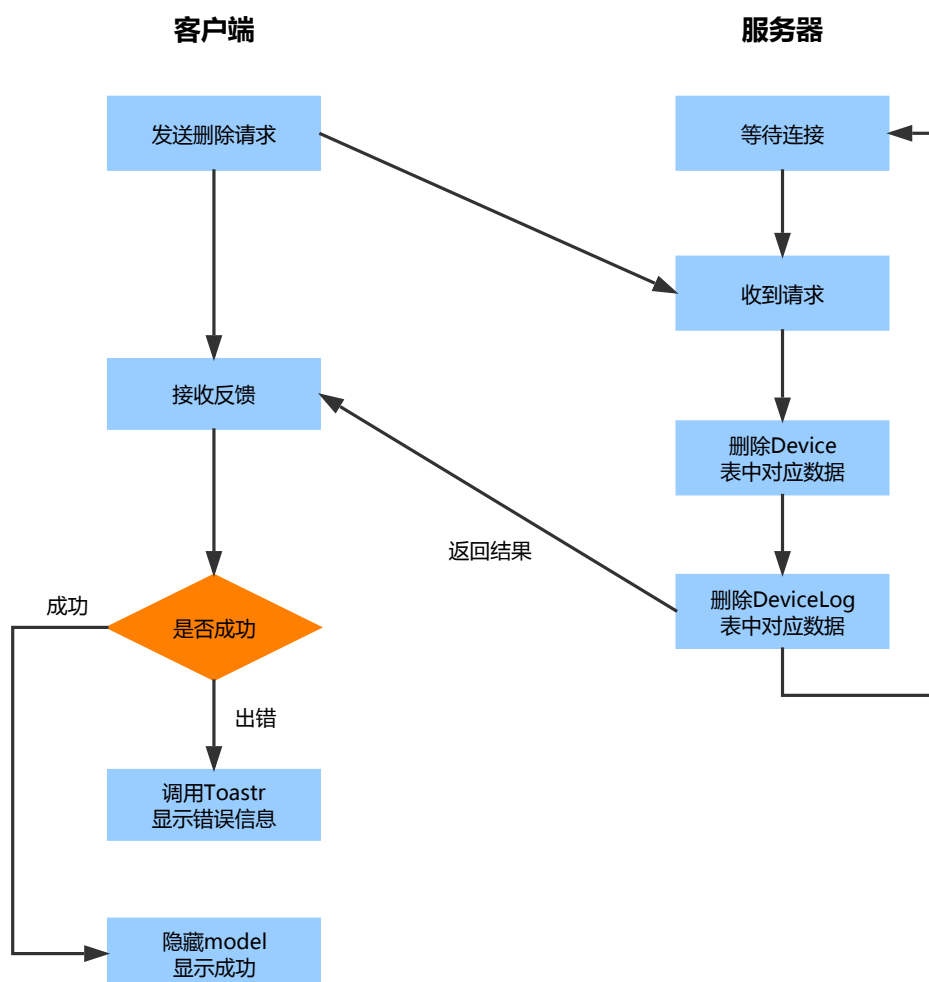 客户端
服务器
发送删除请求
等待连接
收到请求
接收反馈
删除Device
表中对应数据
返回结果
删除DeviceLog
表中对应数据
成功
是否成功
出错
调用Toastr
显示错误信息
隐藏model
显示成功